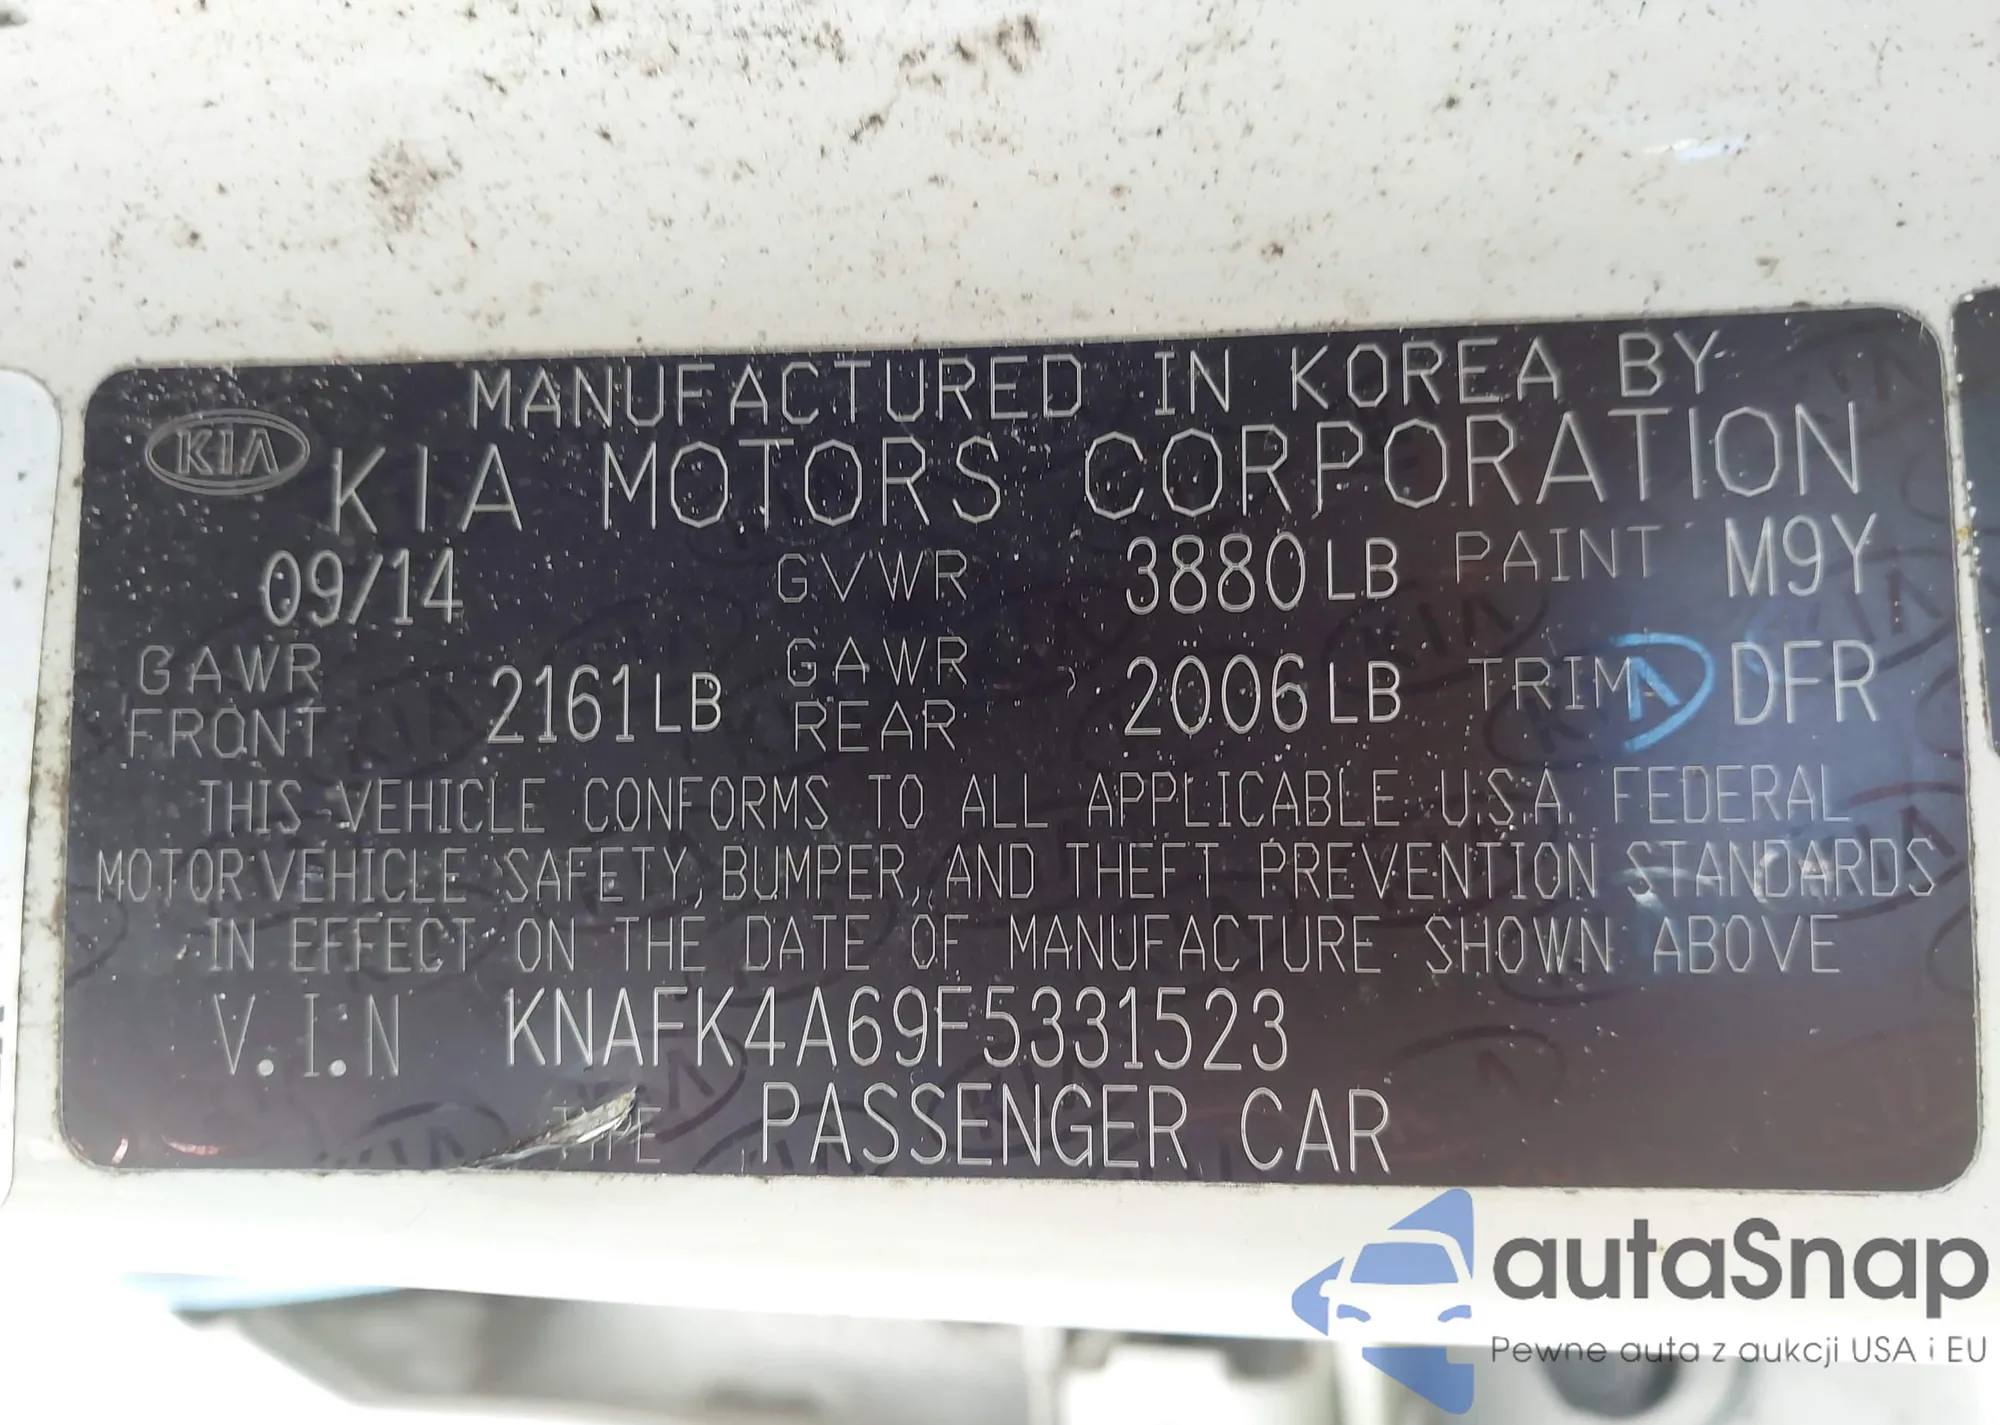 MANUFACTURED IN KOREA BY
KIA KIA MOTORS CORPORATION
09/14 GVWR 3880LB PAINT M9Y
GAWR FRONT 2161LB GAWR REAR 2006LB TRIM DFR
THIS VEHICLE CONFORMS TO ALL APPLICABLE U.S.A. FEDERAL
MOTOR VEHICLE SAFETY, BUMPER, AND THEFT PREVENTION STANDARDS
IN EFFECT ON THE DATE OF MANUFACTURE SHOWN ABOVE
V.I.N KNAFK4A69F5331523
TYPE PASSENGER CAR
autaSnap
Pewne auta z aukcji USA i EU